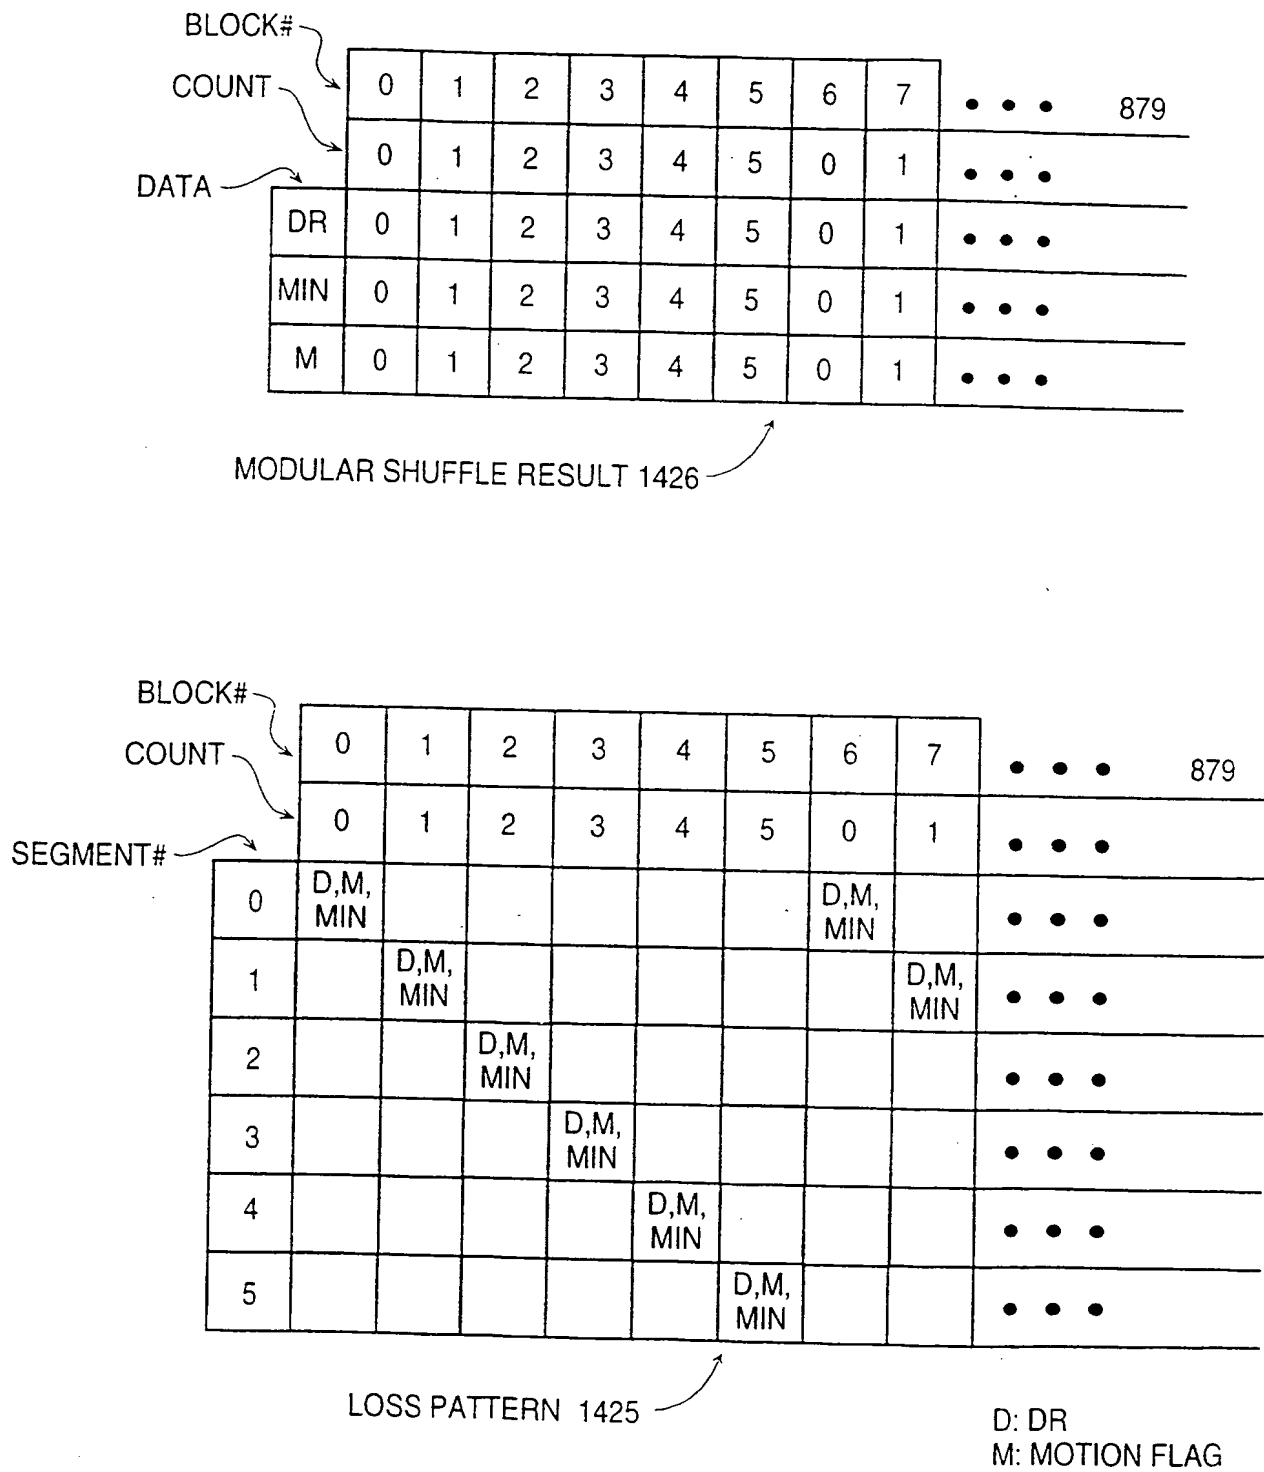 BLOCK#
0 1 2 3 4 5 6 7 • • • 879
COUNT
0 1 2 3 4 5 0 1 • • •
DATA
DR 0 1 2 3 4 5 0 1 • • •
MIN 0 1 2 3 4 5 0 1 • • •
M 0 1 2 3 4 5 0 1 • • •
MODULAR SHUFFLE RESULT 1426
BLOCK#
0 1 2 3 4 5 6 7 • • • 879
COUNT
0 1 2 3 4 5 0 1 • • •
SEGMENT#
0 D,M, MIN D,M, MIN • • •
1 D,M, MIN D,M, MIN • • •
2 D,M, MIN • • •
3 D,M, MIN • • •
4 D,M, MIN • • •
5 D,M, MIN • • •
LOSS PATTERN 1425
D: DR
M: MOTION FLAG